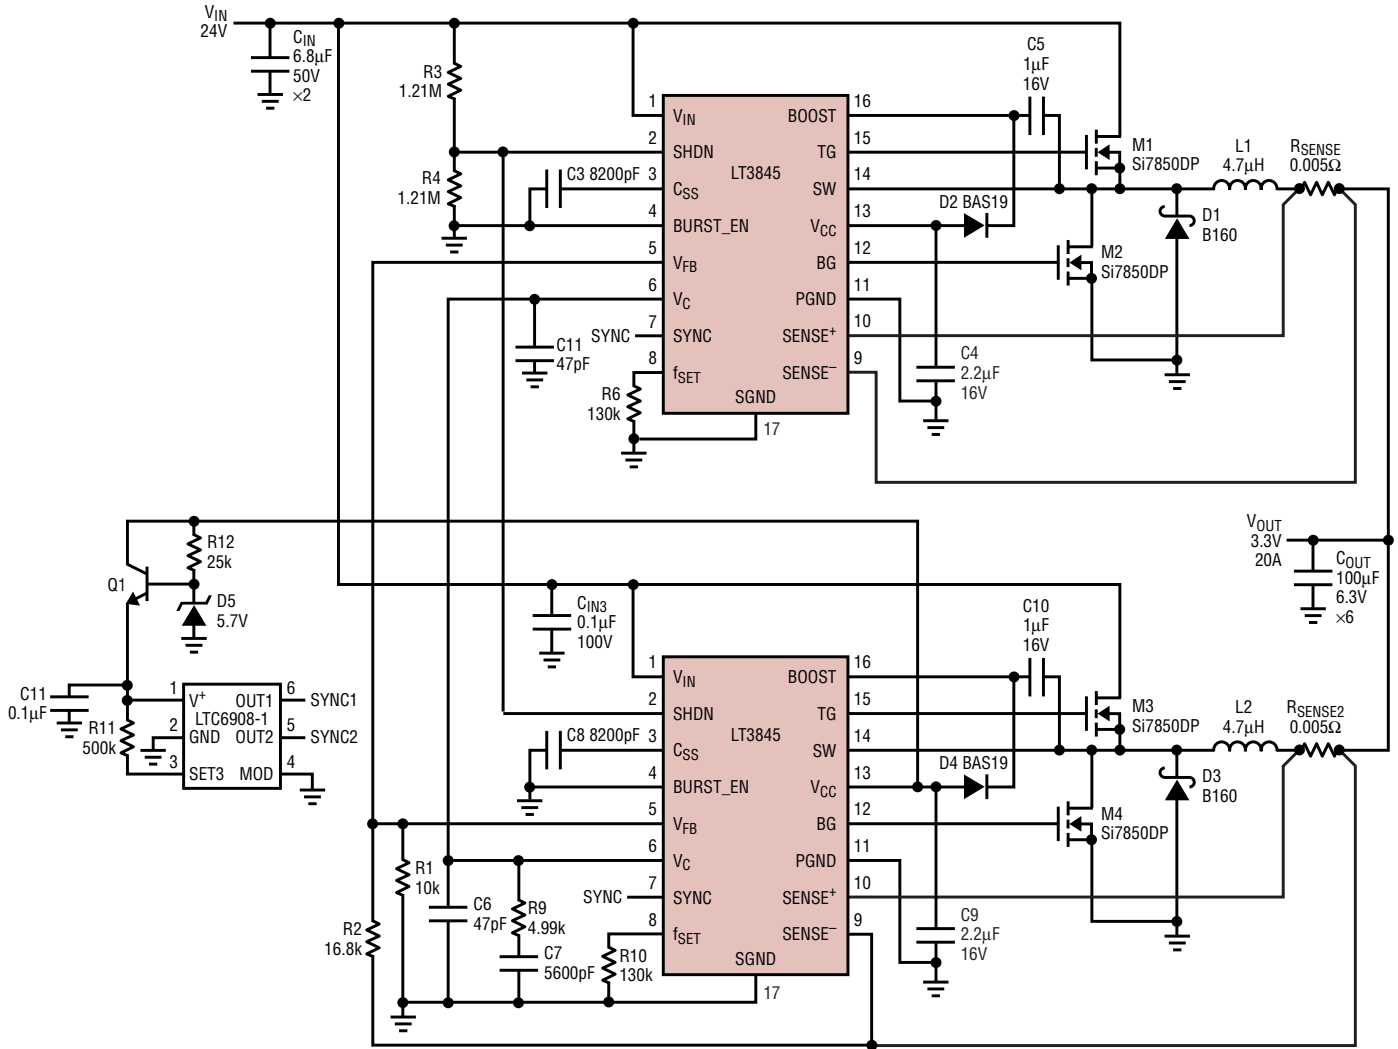 VIN
24V
CIN
6.8µF
50V
×2
R3
1.21M
R4
1.21M
C3 8200pF
1
2
3
4
5
6
7
8
VIN
SHDN
CSS
BURST_EN
VFB
VC
SYNC
fSET
LT3845
SGND
17
BOOST
TG
SW
VCC
BG
PGND
SENSE+
SENSE–
16
15
14
13
12
11
10
9
SYNC
C11
47pF
R6
130k
C5
1µF
16V
D2 BAS19
C4
2.2µF
16V
M1
Si7850DP
M2
Si7850DP
D1
B160
L1
4.7µH
RSENSE
0.005Ω
VOUT
3.3V
20A
COUT
100µF
6.3V
×6
R12
25k
Q1
D5
5.7V
C11
0.1µF
R11
500k
1
2
3
V+
GND
SET3
LTC6908-1
OUT1
OUT2
MOD
6
5
4
SYNC1
SYNC2
CIN3
0.1µF
100V
C8 8200pF
1
2
3
4
5
6
7
8
VIN
SHDN
CSS
BURST_EN
VFB
VC
SYNC
fSET
LT3845
SGND
17
BOOST
TG
SW
VCC
BG
PGND
SENSE+
SENSE–
16
15
14
13
12
11
10
9
SYNC
R1
10k
R2
16.8k
C6
47pF
R9
4.99k
C7
5600pF
R10
130k
C10
1µF
16V
D4 BAS19
C9
2.2µF
16V
M3
Si7850DP
M4
Si7850DP
D3
B160
L2
4.7µH
RSENSE2
0.005Ω